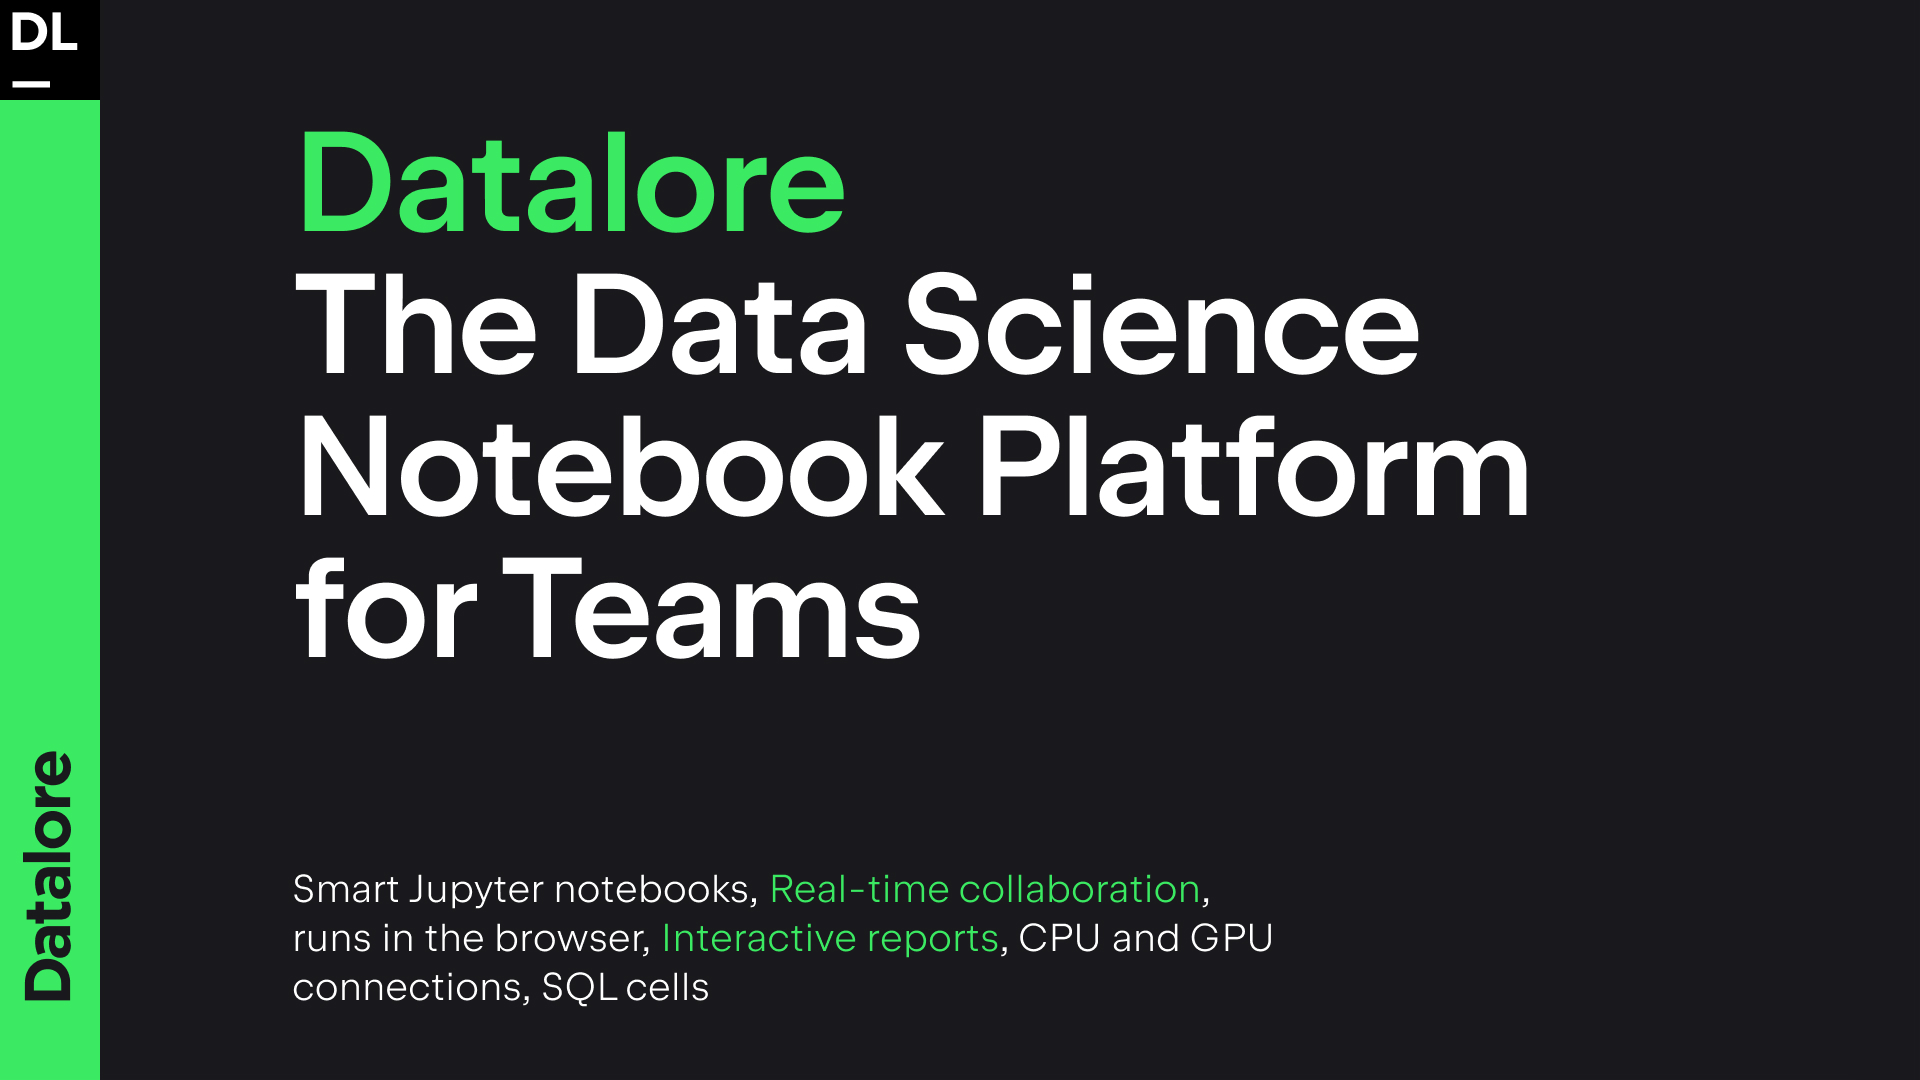 DL
Datalore
The Data Science
Notebook Platform
for Teams
Smart Jupyter notebooks, Real-time collaboration,
runs in the browser, Interactive reports, CPU and GPU
connections, SQL cells
Datalore